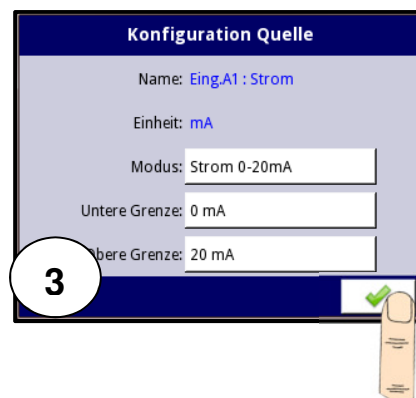 Konfiguration Quelle
Name: Eing.A1 : Strom
Einheit: mA
Modus: Strom 0-20mA
Untere Grenze: 0 mA
Obere Grenze: 20 mA
3